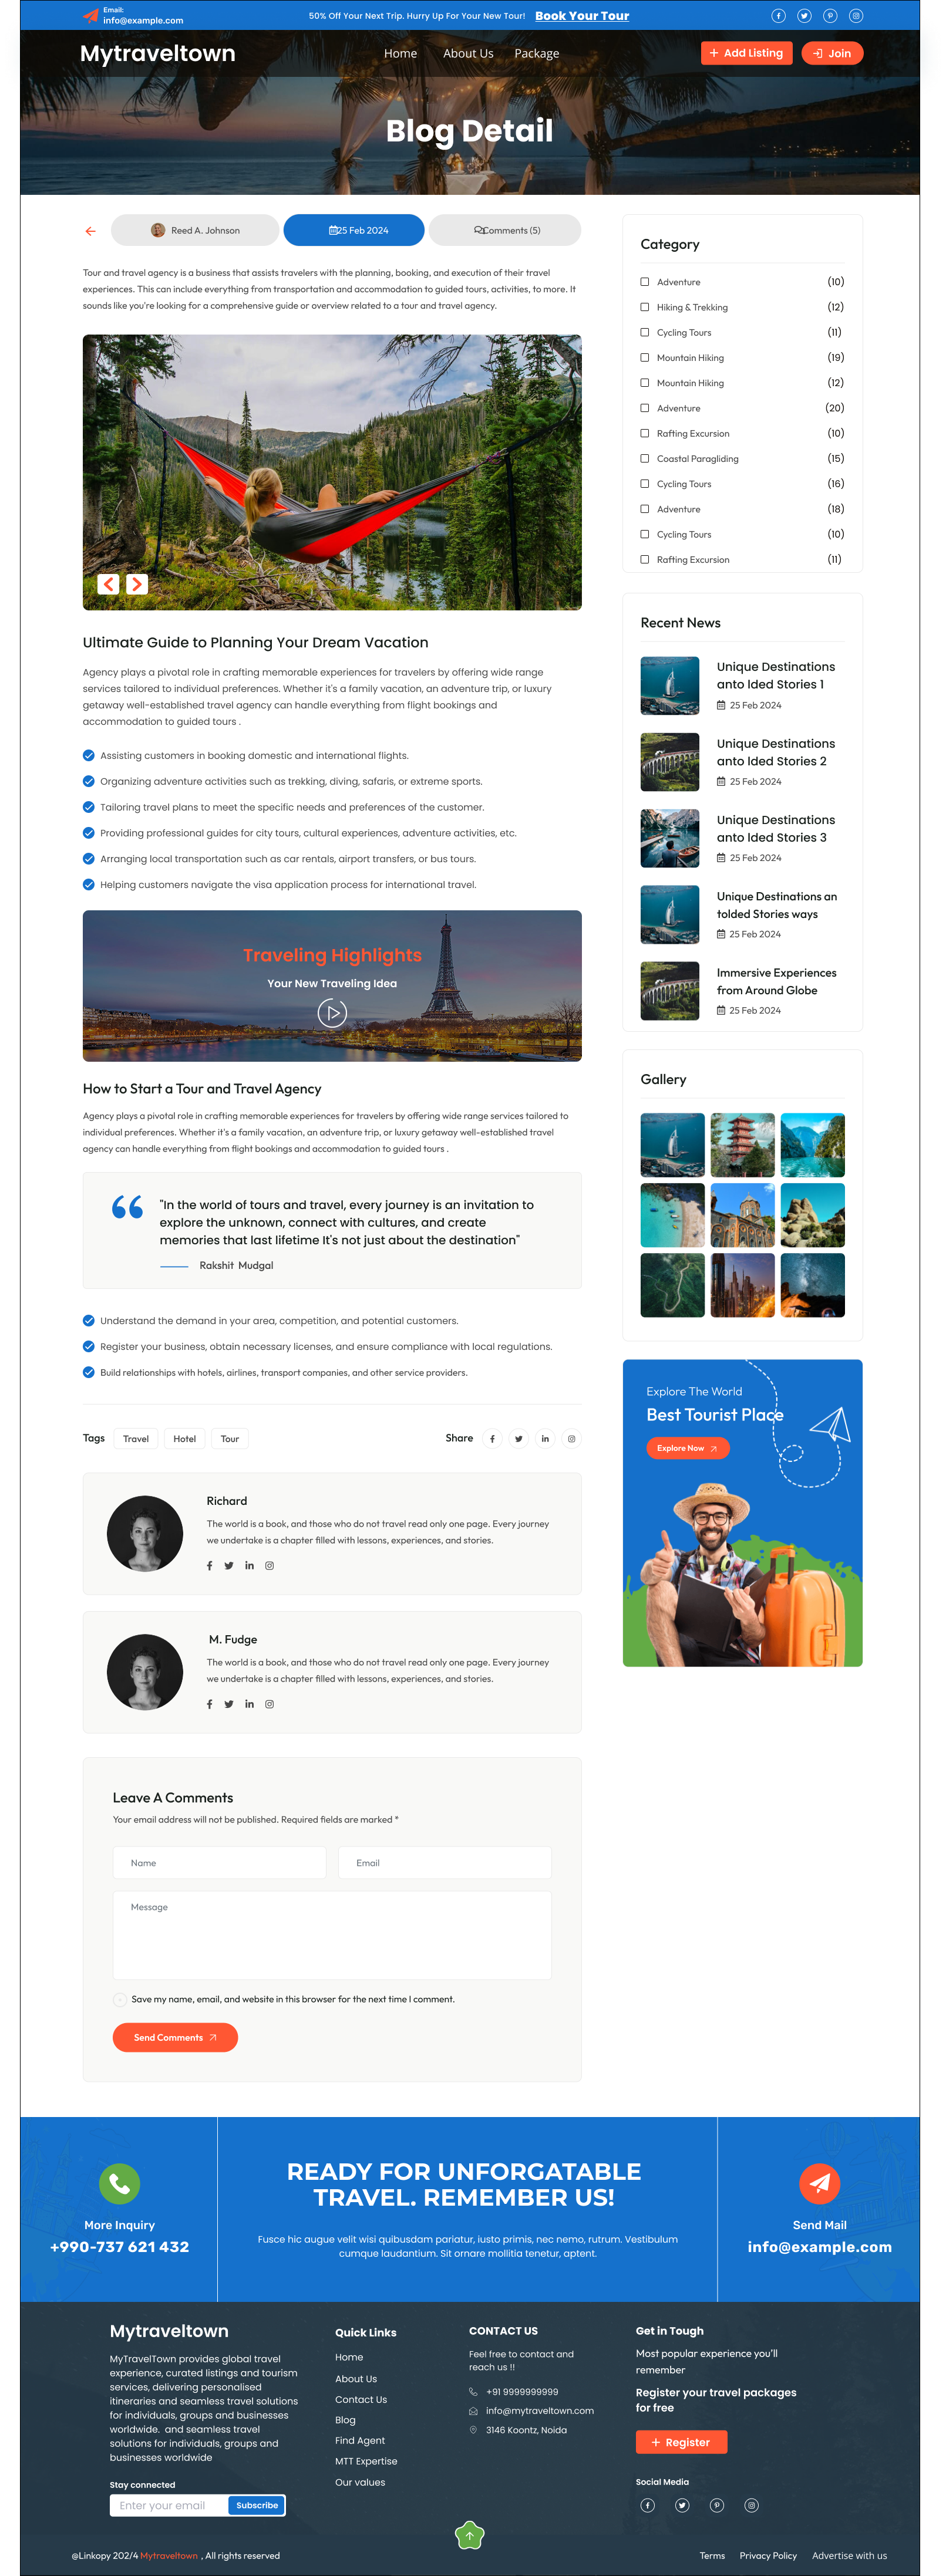 Email:
info@example.com
50% Off Your Next Trip. Hurry Up For Your New Tour! Book Your Tour
Mytraveltown
Home About Us Package
Add Listing
Join
Blog Detail
Reed A. Johnson
25 Feb 2024
Comments (5)
Tour and travel agency is a business that assists travelers with the planning, booking, and execution of their travel
experiences. This can include everything from transportation and accommodation to guided tours, activities, to more. It
sounds like you're looking for a comprehensive guide or overview related to a tour and travel agency.
Ultimate Guide to Planning Your Dream Vacation
Agency plays a pivotal role in crafting memorable experiences for travelers by offering wide range
services tailored to individual preferences. Whether it's a family vacation, an adventure trip, or luxury
getaway well-established travel agency can handle everything from flight bookings and
accommodation to guided tours .
Assisting customers in booking domestic and international flights.
Organizing adventure activities such as trekking, diving, safaris, or extreme sports.
Tailoring travel plans to meet the specific needs and preferences of the customer.
Providing professional guides for city tours, cultural experiences, adventure activities, etc.
Arranging local transportation such as car rentals, airport transfers, or bus tours.
Helping customers navigate the visa application process for international travel.
Traveling Highlights
Your New Traveling Idea
How to Start a Tour and Travel Agency
Agency plays a pivotal role in crafting memorable experiences for travelers by offering wide range services tailored to
individual preferences. Whether it's a family vacation, an adventure trip, or luxury getaway well-established travel
agency can handle everything from flight bookings and accommodation to guided tours .
"In the world of tours and travel, every journey is an invitation to
explore the unknown, connect with cultures, and create
memories that last lifetime It's not just about the destination"
Rakshit Mudgal
Understand the demand in your area, competition, and potential customers.
Register your business, obtain necessary licenses, and ensure compliance with local regulations.
Build relationships with hotels, airlines, transport companies, and other service providers.
Tags Travel Hotel Tour
Share
Richard
The world is a book, and those who do not travel read only one page. Every journey
we undertake is a chapter filled with lessons, experiences, and stories.
M. Fudge
The world is a book, and those who do not travel read only one page. Every journey
we undertake is a chapter filled with lessons, experiences, and stories.
Leave A Comments
Your email address will not be published. Required fields are marked *
Name
Email
Message
Save my name, email, and website in this browser for the next time I comment.
Send Comments
Category
Adventure (10)
Hiking & Trekking (12)
Cycling Tours (11)
Mountain Hiking (19)
Mountain Hiking (12)
Adventure (20)
Rafting Excursion (10)
Coastal Paragliding (15)
Cycling Tours (16)
Adventure (18)
Cycling Tours (10)
Rafting Excursion (11)
Recent News
Unique Destinations
anto Ided Stories 1
25 Feb 2024
Unique Destinations
anto Ided Stories 2
25 Feb 2024
Unique Destinations
anto Ided Stories 3
25 Feb 2024
Unique Destinations an
tolded Stories ways
25 Feb 2024
Immersive Experiences
from Around Globe
25 Feb 2024
Gallery
Explore The World
Best Tourist Place
Explore Now
More Inquiry
+990-737 621 432
READY FOR UNFORGATABLE
TRAVEL. REMEMBER US!
Fusce hic augue velit wisi quibusdam pariatur, iusto primis, nec nemo, rutrum. Vestibulum
cumque laudantium. Sit ornare mollitia tenetur, aptent.
Send Mail
info@example.com
Mytraveltown
MyTravelTown provides global travel
experience, curated listings and tourism
services, delivering personalised
itineraries and seamless travel solutions
for individuals, groups and businesses
worldwide. and seamless travel
solutions for individuals, groups and
businesses worldwide
Stay connected
Enter your email
Subscribe
Quick Links
Home
About Us
Contact Us
Blog
Find Agent
MTT Expertise
Our values
CONTACT US
Feel free to contact and
reach us !!
+91 9999999999
info@mytraveltown.com
3146 Koontz, Noida
Get in Tough
Most popular experience you'll
remember
Register your travel packages
for free
Register
Social Media
@Linkopy 202/4 Mytraveltown , All rights reserved
Terms Privacy Policy Advertise with us